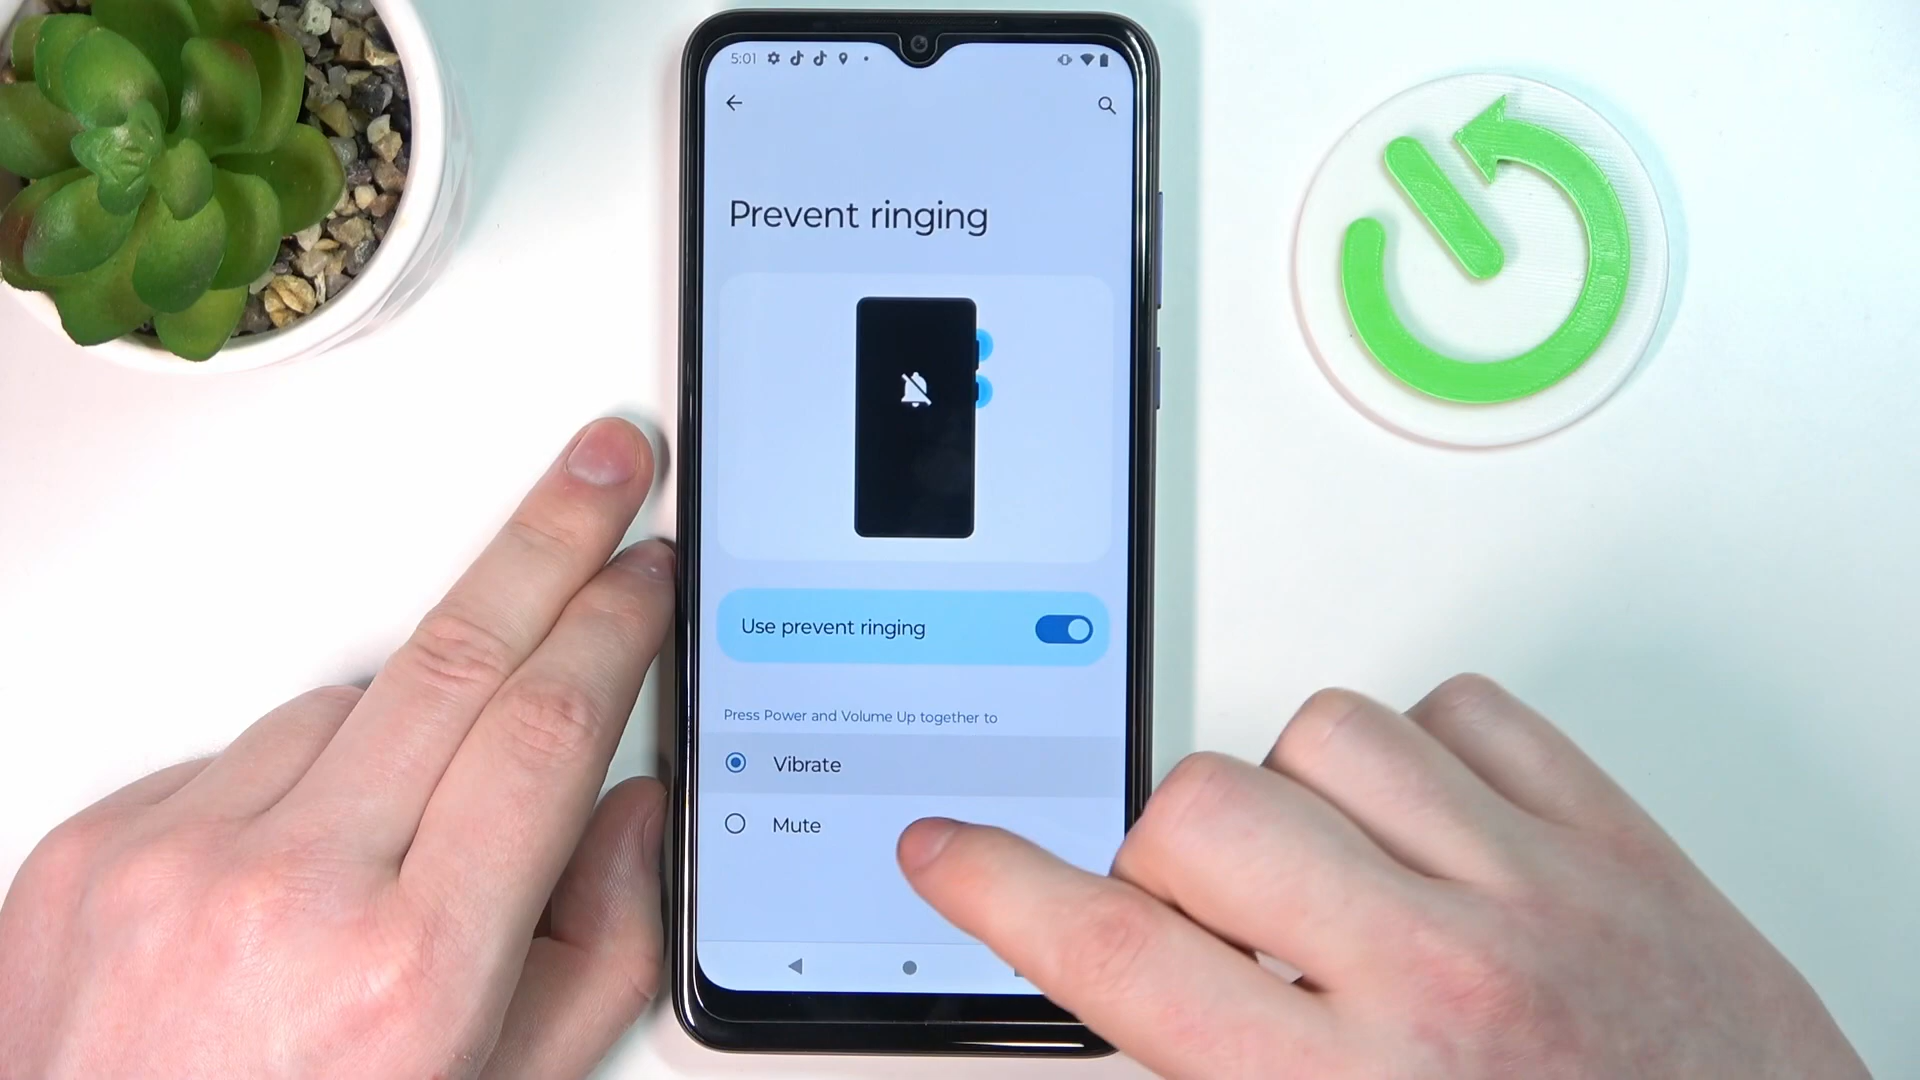 5:01
Prevent ringing
Use prevent ringing
Press Power and Volume Up together to
Vibrate
Mute